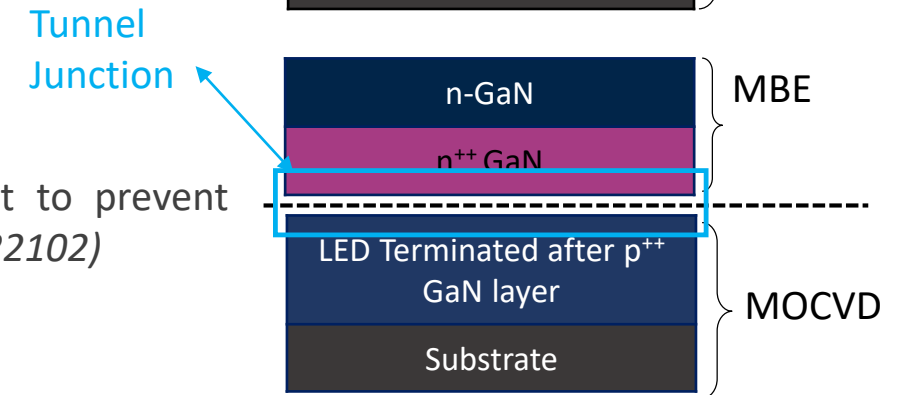 Tunnel
Junction
n-GaN
MBE
n⁺⁺ GaN
t to prevent
2102)
LED Terminated after p⁺⁺
GaN layer
MOCVD
Substrate